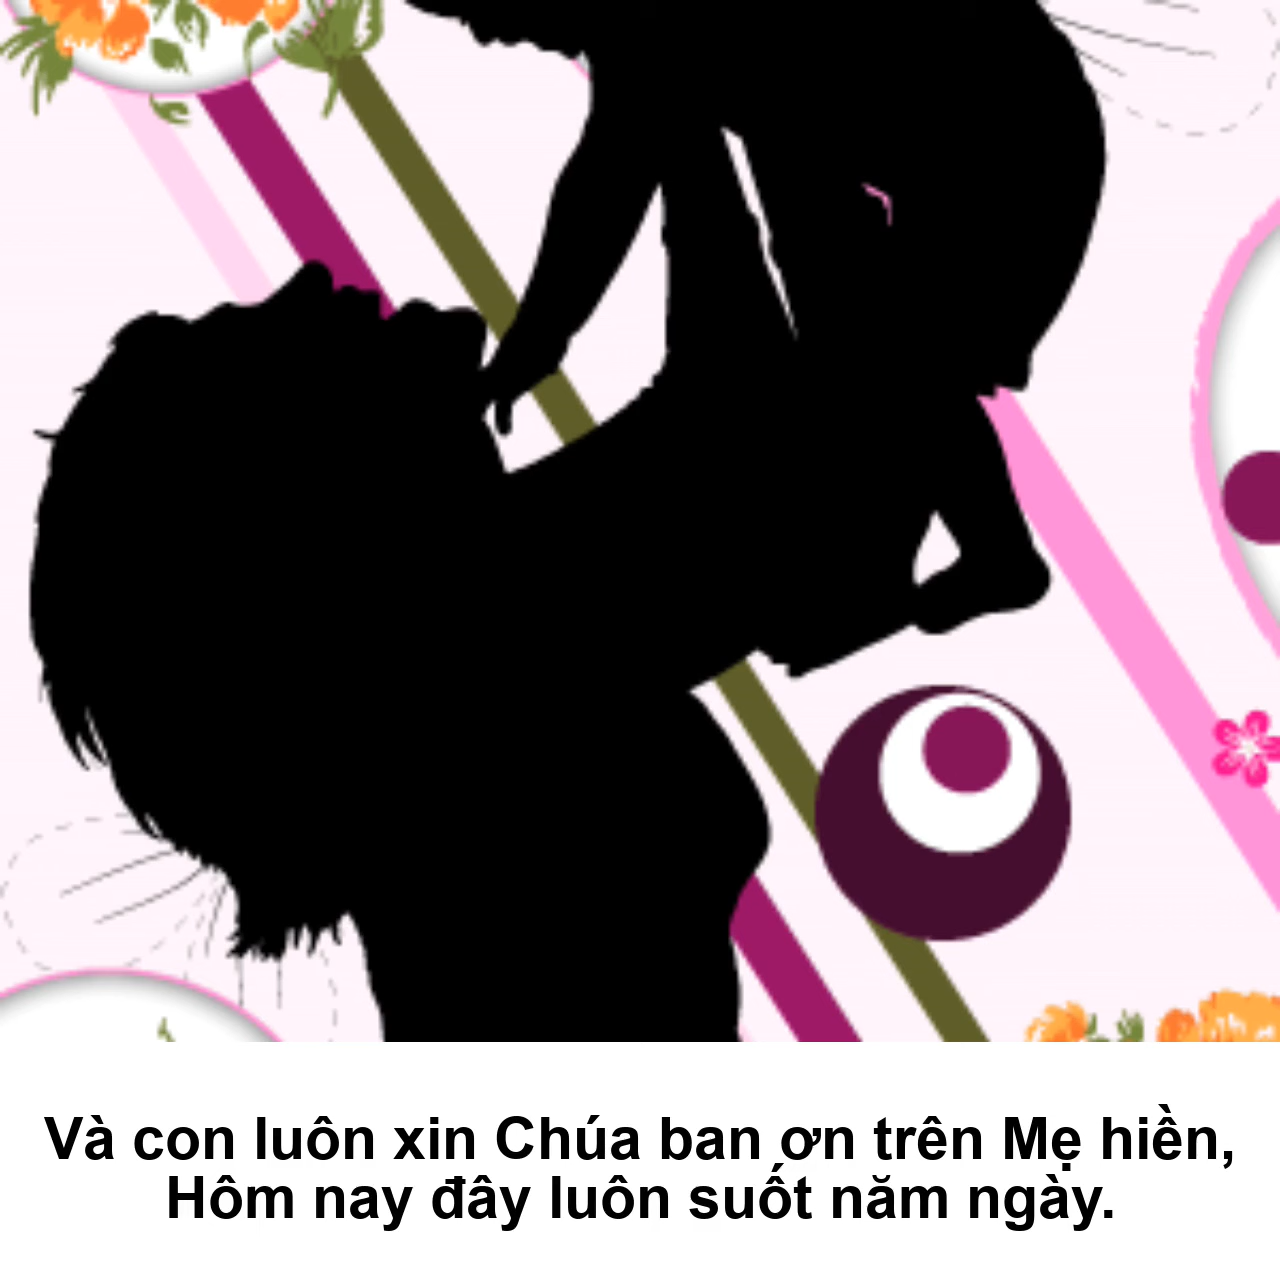 Và con luôn xin Chúa ban ơn trên Mẹ hiền,
Hôm nay đây luôn suốt năm ngày.